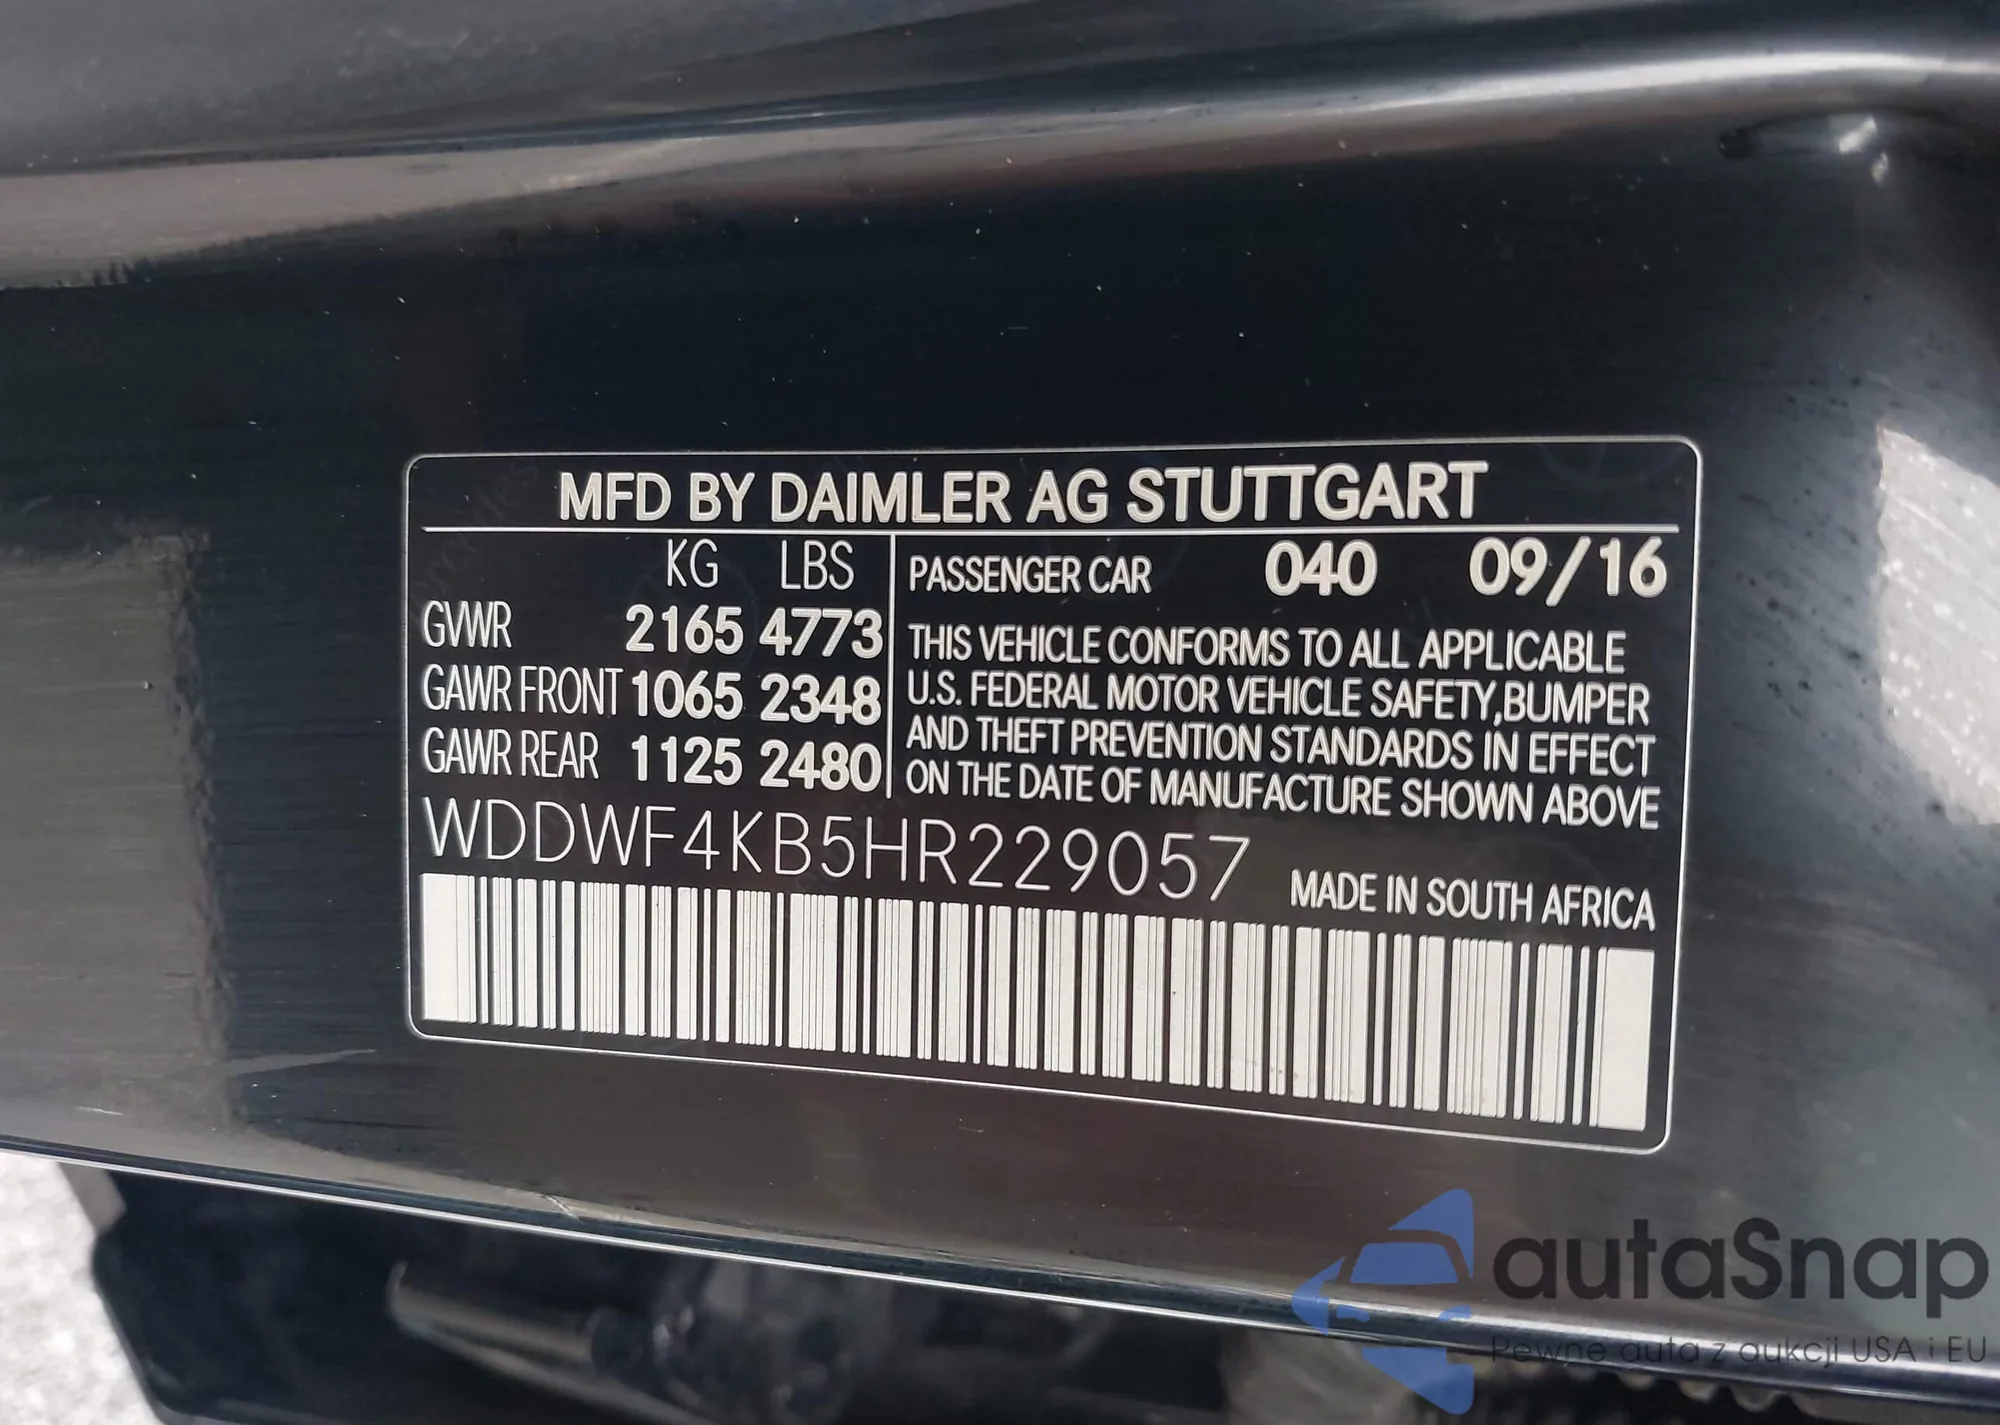 MFD BY DAIMLER AG STUTTGART
KG LBS
GVWR 2165 4773
GAWR FRONT 1065 2348
GAWR REAR 1125 2480
PASSENGER CAR 040 09/16
THIS VEHICLE CONFORMS TO ALL APPLICABLE
U.S. FEDERAL MOTOR VEHICLE SAFETY,BUMPER
AND THEFT PREVENTION STANDARDS IN EFFECT
ON THE DATE OF MANUFACTURE SHOWN ABOVE
WDDWF4KB5HR229057
MADE IN SOUTH AFRICA
autaSnap
Pewne auta z aukcji USA i EU